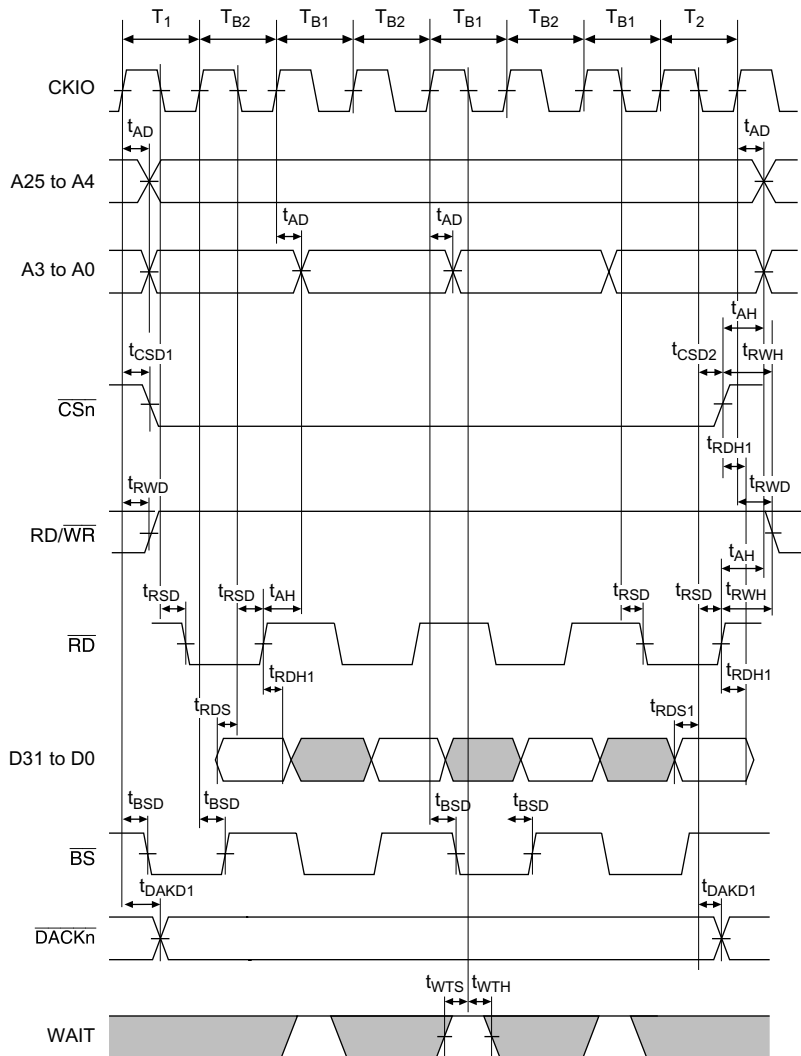 T1 TB2 TB1 TB2 TB1 TB2 TB1 T2
CKIO
tAD tAD
A25 to A4
tAD tAD
A3 to A0
tAH
tCSD1 tCSD2 tRWH
CSn
tRDH1
tRWD tRWD
RD/WR
tAH
tRSD tRSD tAH tRSD tRSD tRWH
RD
tRDH1 tRDH1
tRDS tRDS1
D31 to D0
tBSD tBSD tBSD tBSD
BS
tDAKD1 tDAKD1
DACKn
tWTS tWTH
WAIT